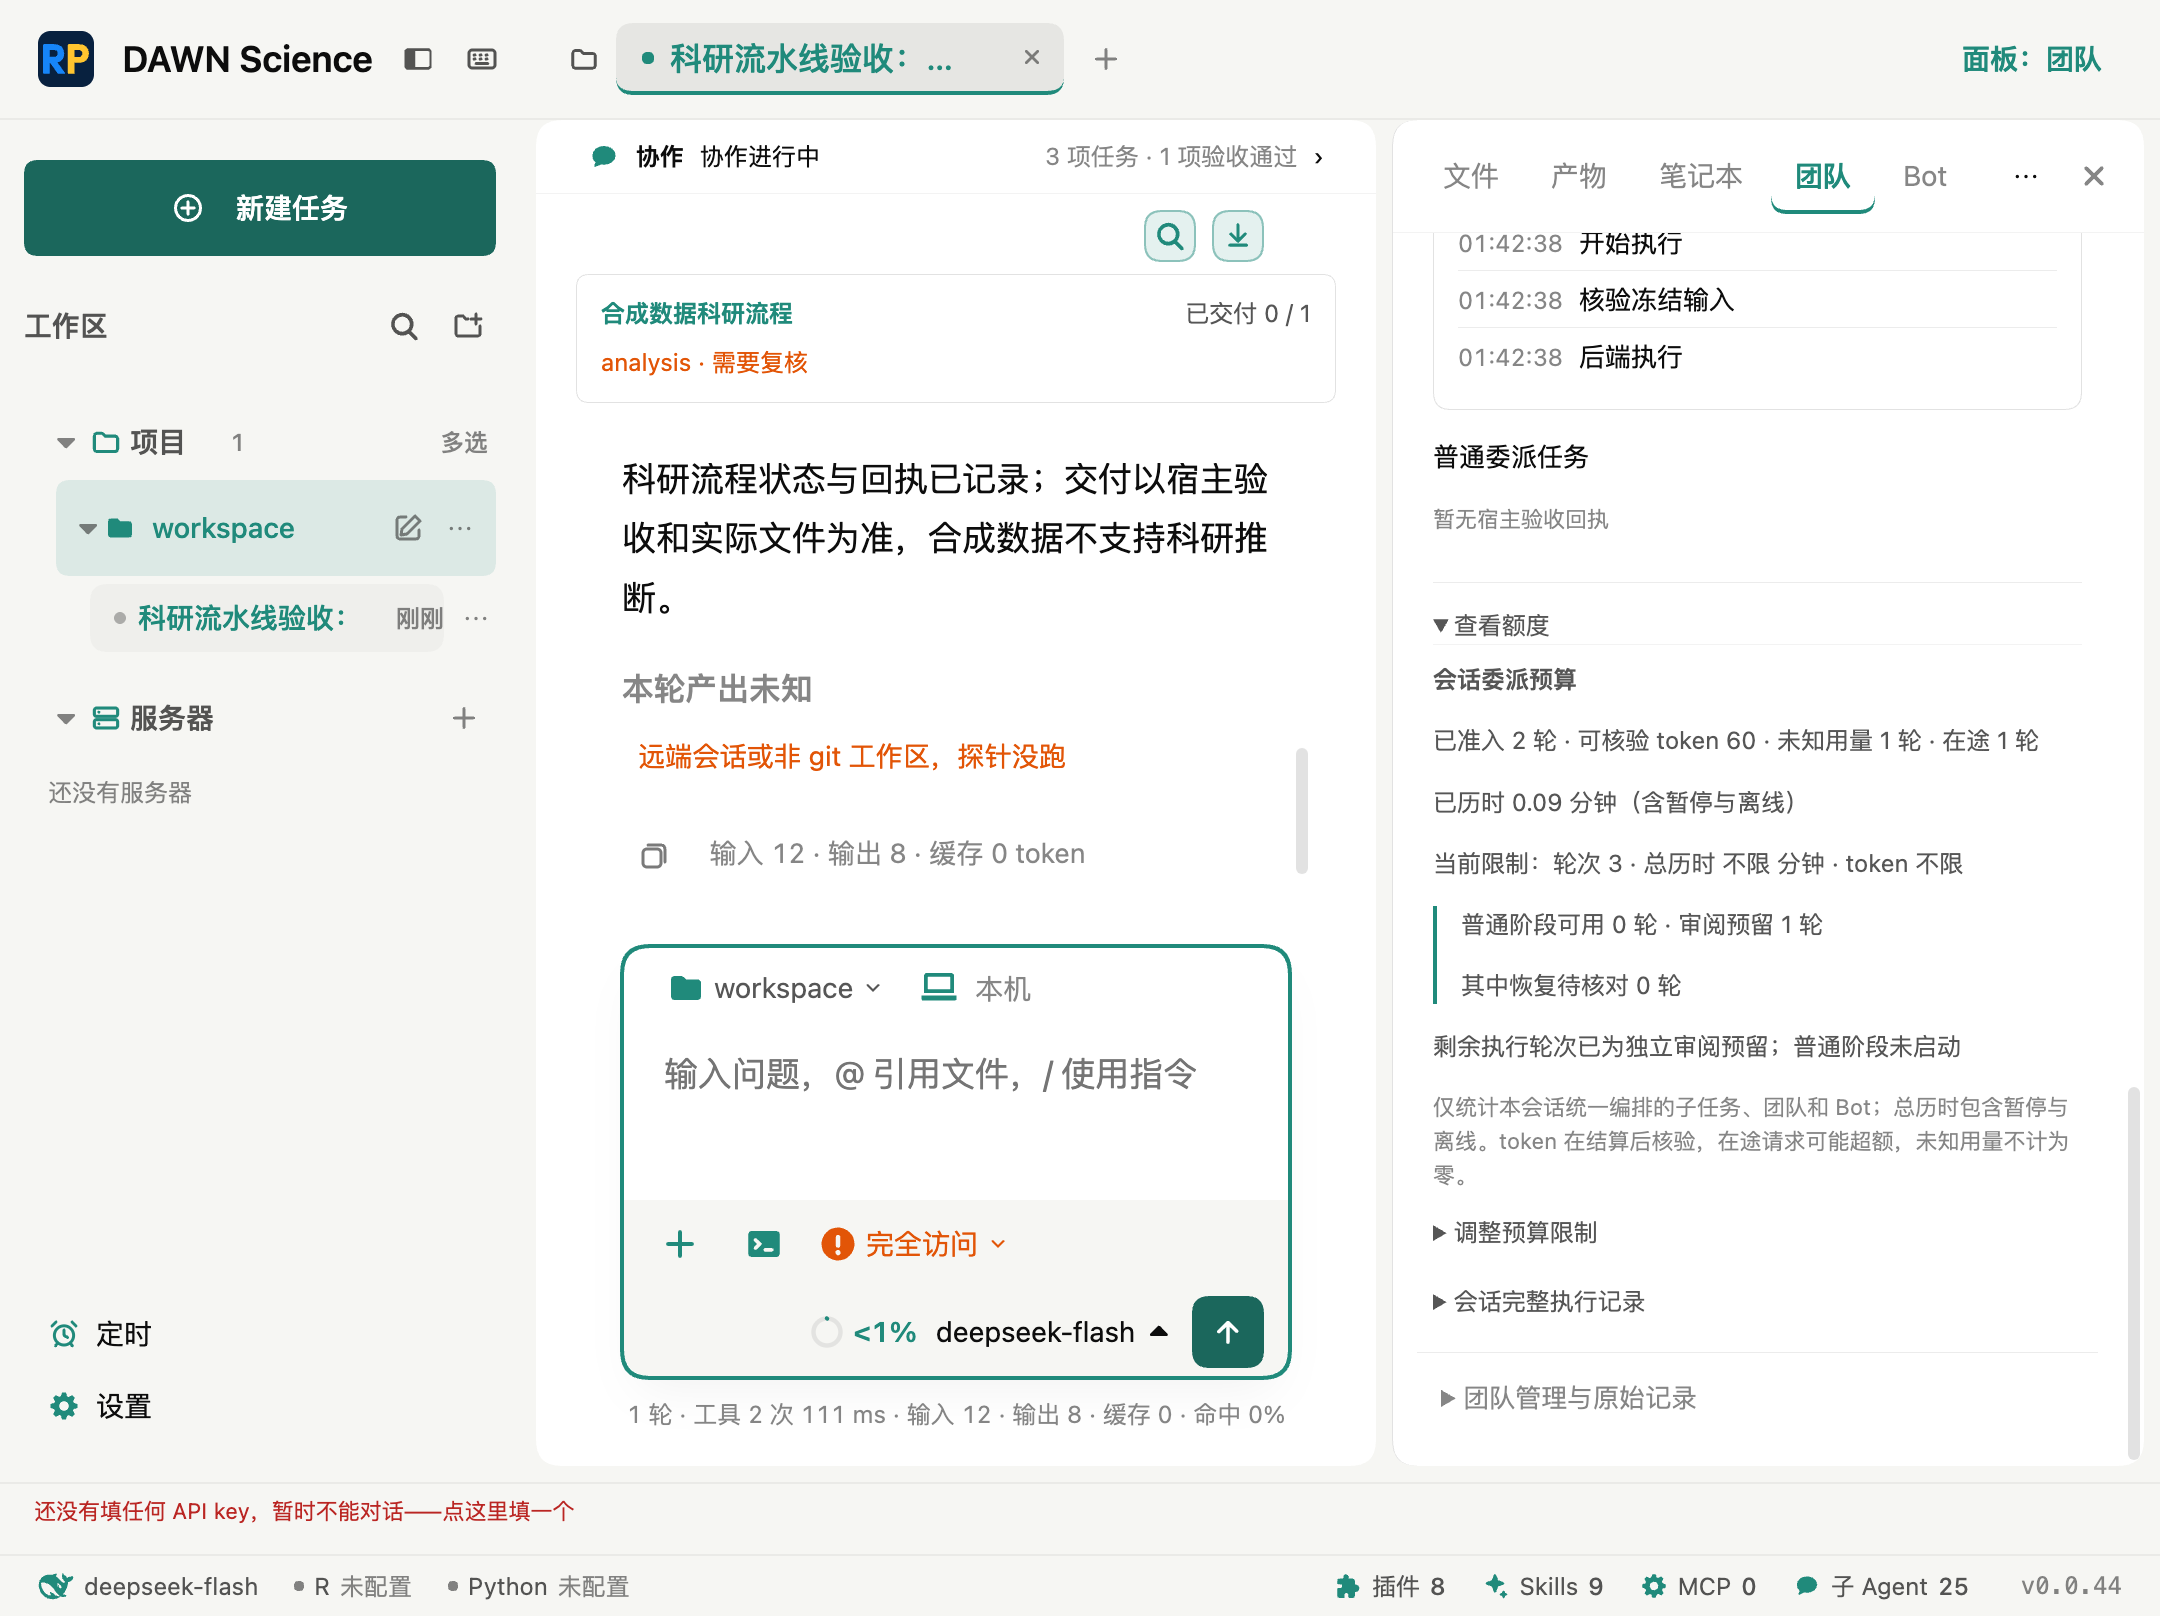 RP DAWN Science
科研流水线验收：...
面板：团队
新建任务
工作区
项目 1 多选
workspace
科研流水线验收： 刚刚
服务器
还没有服务器
定时
设置
协作 协作进行中 3 项任务 · 1 项验收通过 ›
合成数据科研流程 已交付 0 / 1
analysis · 需要复核
科研流程状态与回执已记录；交付以宿主验
收和实际文件为准，合成数据不支持科研推
断。
本轮产出未知
远端会话或非 git 工作区，探针没跑
输入 12 · 输出 8 · 缓存 0 token
workspace 本机
输入问题，@ 引用文件，/ 使用指令
完全访问
<1% deepseek-flash
1 轮 · 工具 2 次 111 ms · 输入 12 · 输出 8 · 缓存 0 · 命中 0%
文件 产物 笔记本 团队 Bot ···
01:42:38 开始执行
01:42:38 核验冻结输入
01:42:38 后端执行
普通委派任务
暂无宿主验收回执
查看额度
会话委派预算
已准入 2 轮 · 可核验 token 60 · 未知用量 1 轮 · 在途 1 轮
已历时 0.09 分钟（含暂停与离线）
当前限制：轮次 3 · 总历时 不限 分钟 · token 不限
普通阶段可用 0 轮 · 审阅预留 1 轮
其中恢复待核对 0 轮
剩余执行轮次已为独立审阅预留；普通阶段未启动
仅统计本会话统一编排的子任务、团队和 Bot；总历时包含暂停与
离线。token 在结算后核验，在途请求可能超额，未知用量不计为
零。
调整预算限制
会话完整执行记录
团队管理与原始记录
还没有填任何 API key，暂时不能对话——点这里填一个
deepseek-flash R 未配置 Python 未配置 插件 8 Skills 9 MCP 0 子 Agent 25 v0.0.44